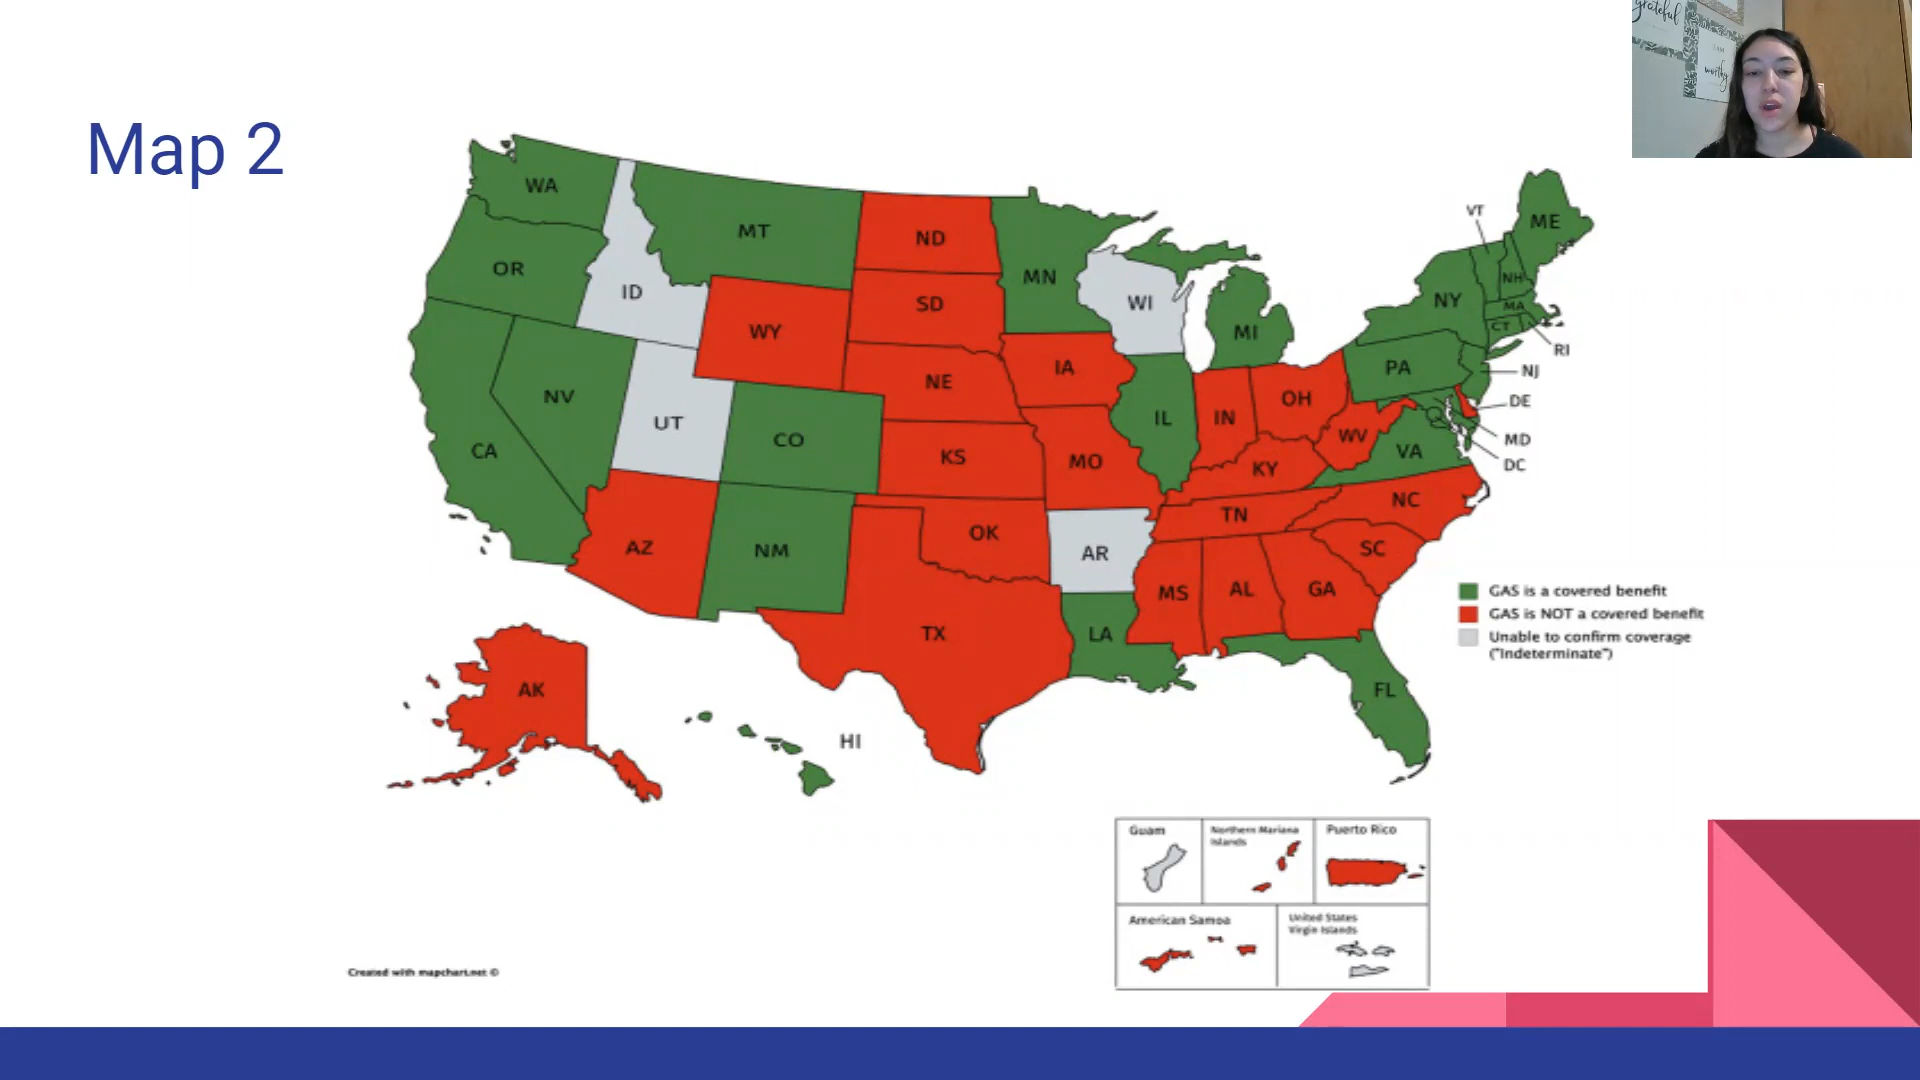 grateful
I AM
worthy
Map 2
WA
MT
ND
MN
OR
ID
SD
WI
MI
NY
VT
ME
NH
MA
CT
RI
WY
NE
IA
PA
NJ
NV
UT
CO
IL
IN
OH
DE
WV
MD
CA
KS
MO
KY
VA
DC
AZ
NM
OK
AR
TN
NC
SC
MS
AL
GA
TX
LA
FL
AK
HI
GAS is a covered benefit
GAS is NOT a covered benefit
Unable to confirm coverage
("Indeterminate")
Guam
Northern Mariana
Islands
Puerto Rico
American Samoa
United States
Virgin Islands
Created with mapchart.net ©